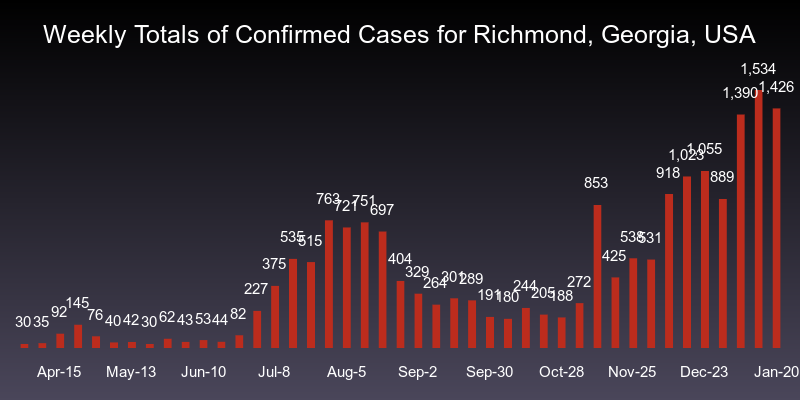 Weekly Totals of Confirmed Cases for Richmond, Georgia, USA
30 35 92 145 76 40 42 30 62 43 53 44 82 227 375 535 515 763 721 751 697 404 329 264 301 289 191 180 244 205 188 272 853 425 538 531 918 1,023 1,055 889 1,390 1,534 1,426
Apr-15 May-13 Jun-10 Jul-8 Aug-5 Sep-2 Sep-30 Oct-28 Nov-25 Dec-23 Jan-20